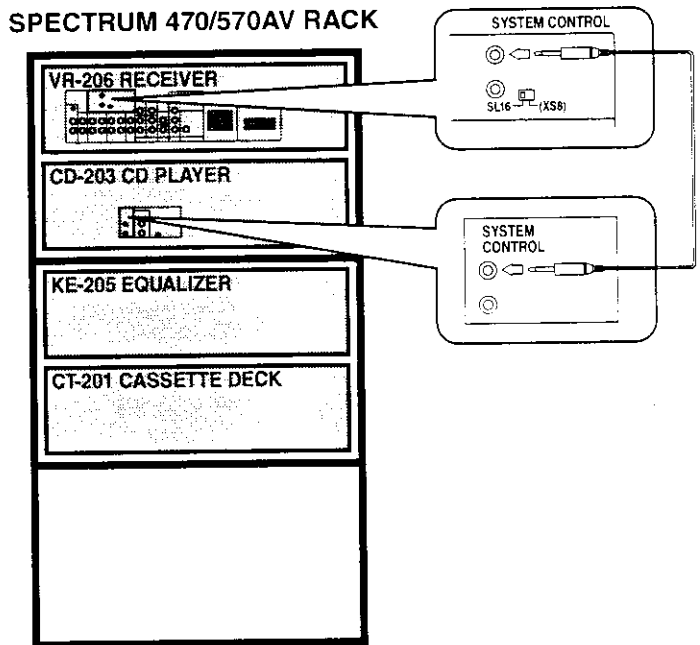 SPECTRUM 470/570AV RACK
SYSTEM CONTROL
VR-206 RECEIVER
SL16 (XS8)
CD-203 CD PLAYER
SYSTEM
CONTROL
KE-205 EQUALIZER
CT-201 CASSETTE DECK